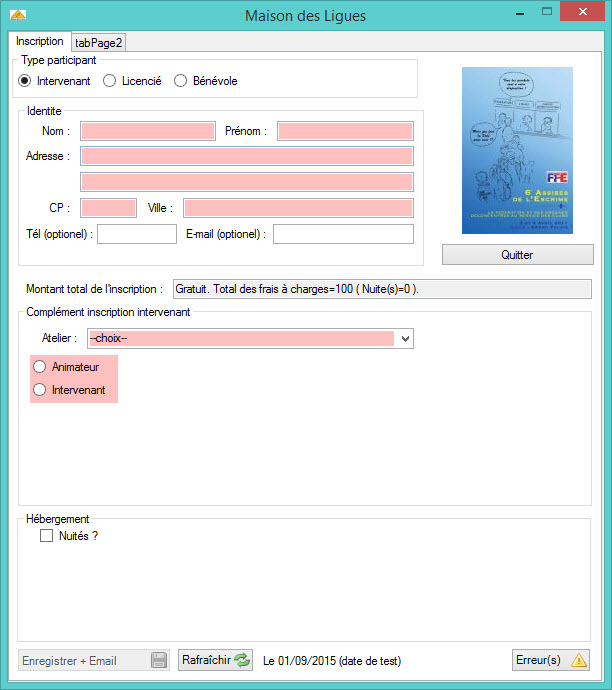 Maison des Ligues
Inscription
tabPage2
Type participant
Intervenant
Licencié
Bénévole
Identite
Nom :
Prénom :
Adresse :
CP :
Ville :
Tél (optionel) :
E-mail (optionel) :
FFE
6 Assises
de l'Escrime
Quitter
Montant total de l'inscription :
Gratuit. Total des frais à charges=100 ( Nuite(s)=0 ).
Complément inscription intervenant
Atelier :
--choix--
Animateur
Intervenant
Hébergement
Nuités ?
Enregistrer + Email
Rafraîchir
Le 01/09/2015 (date de test)
Erreur(s)